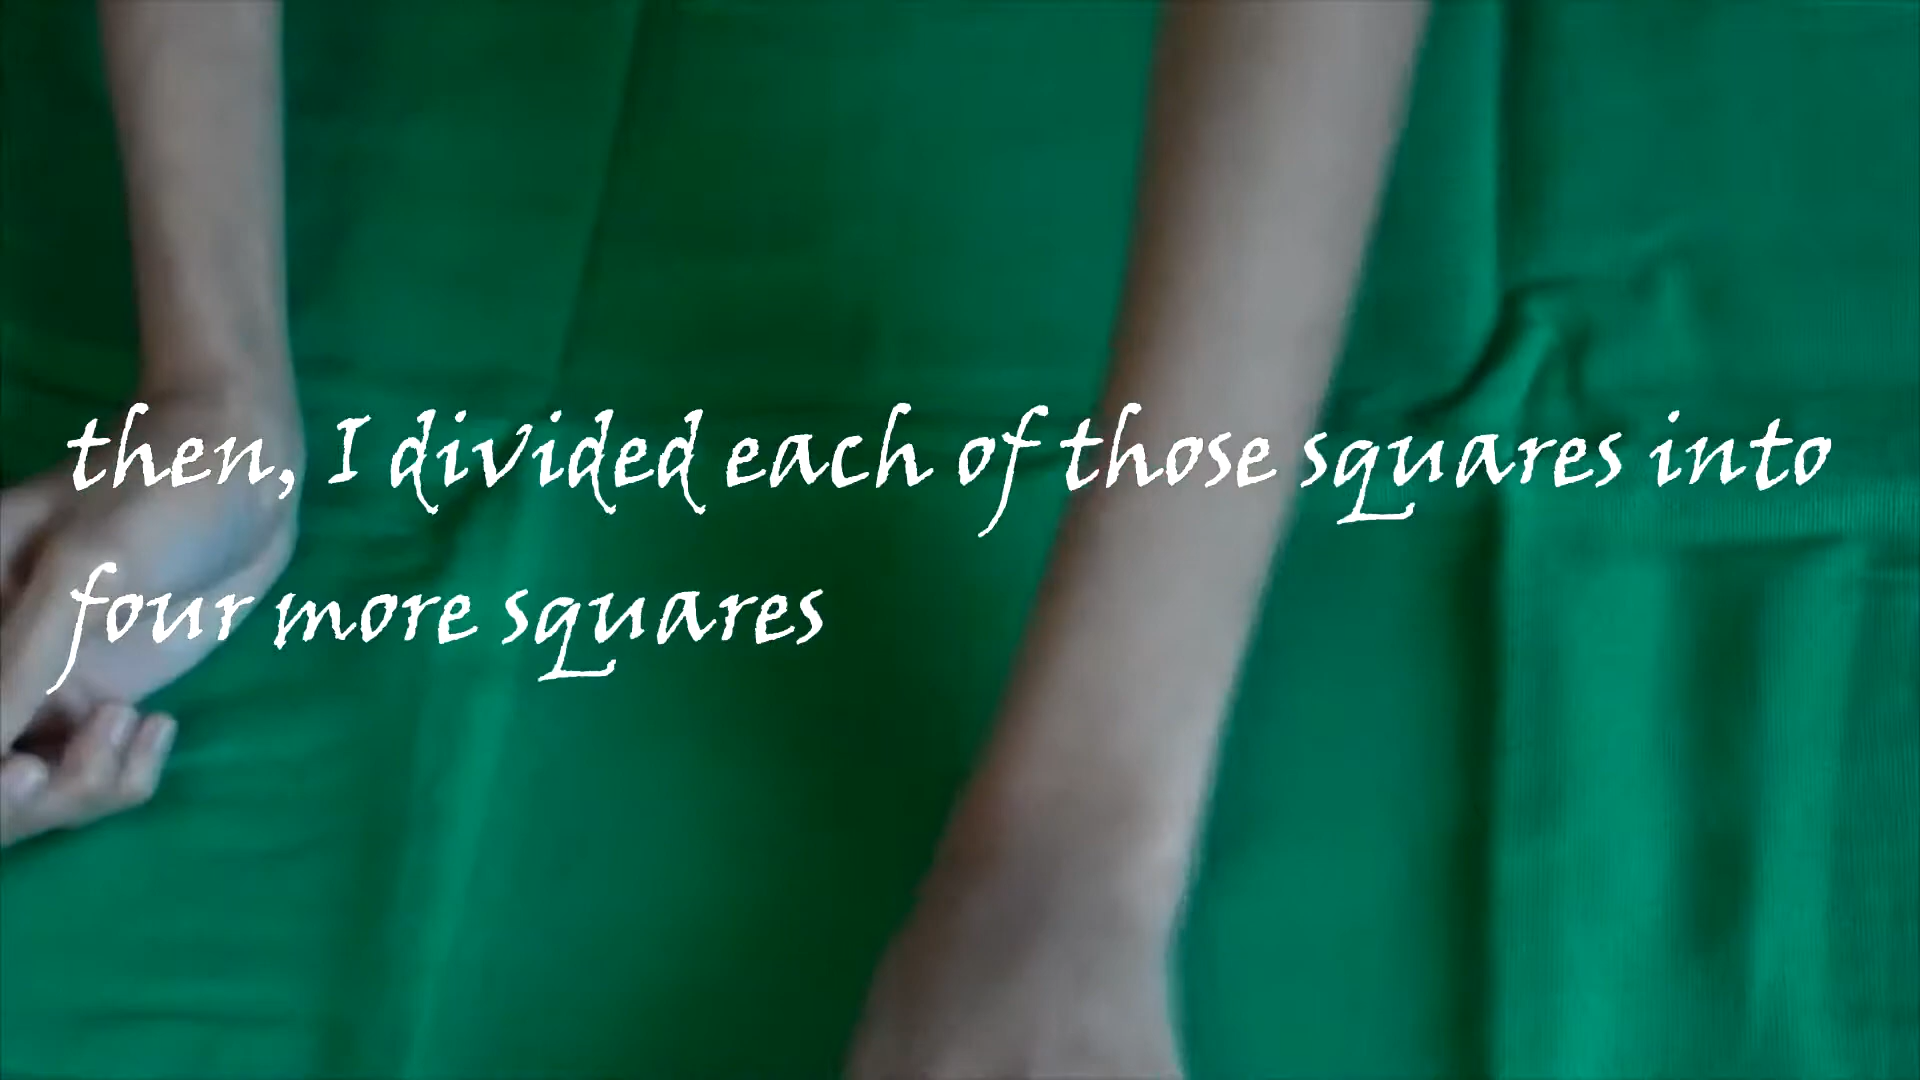 then, I divided each of those squares into
four more squares